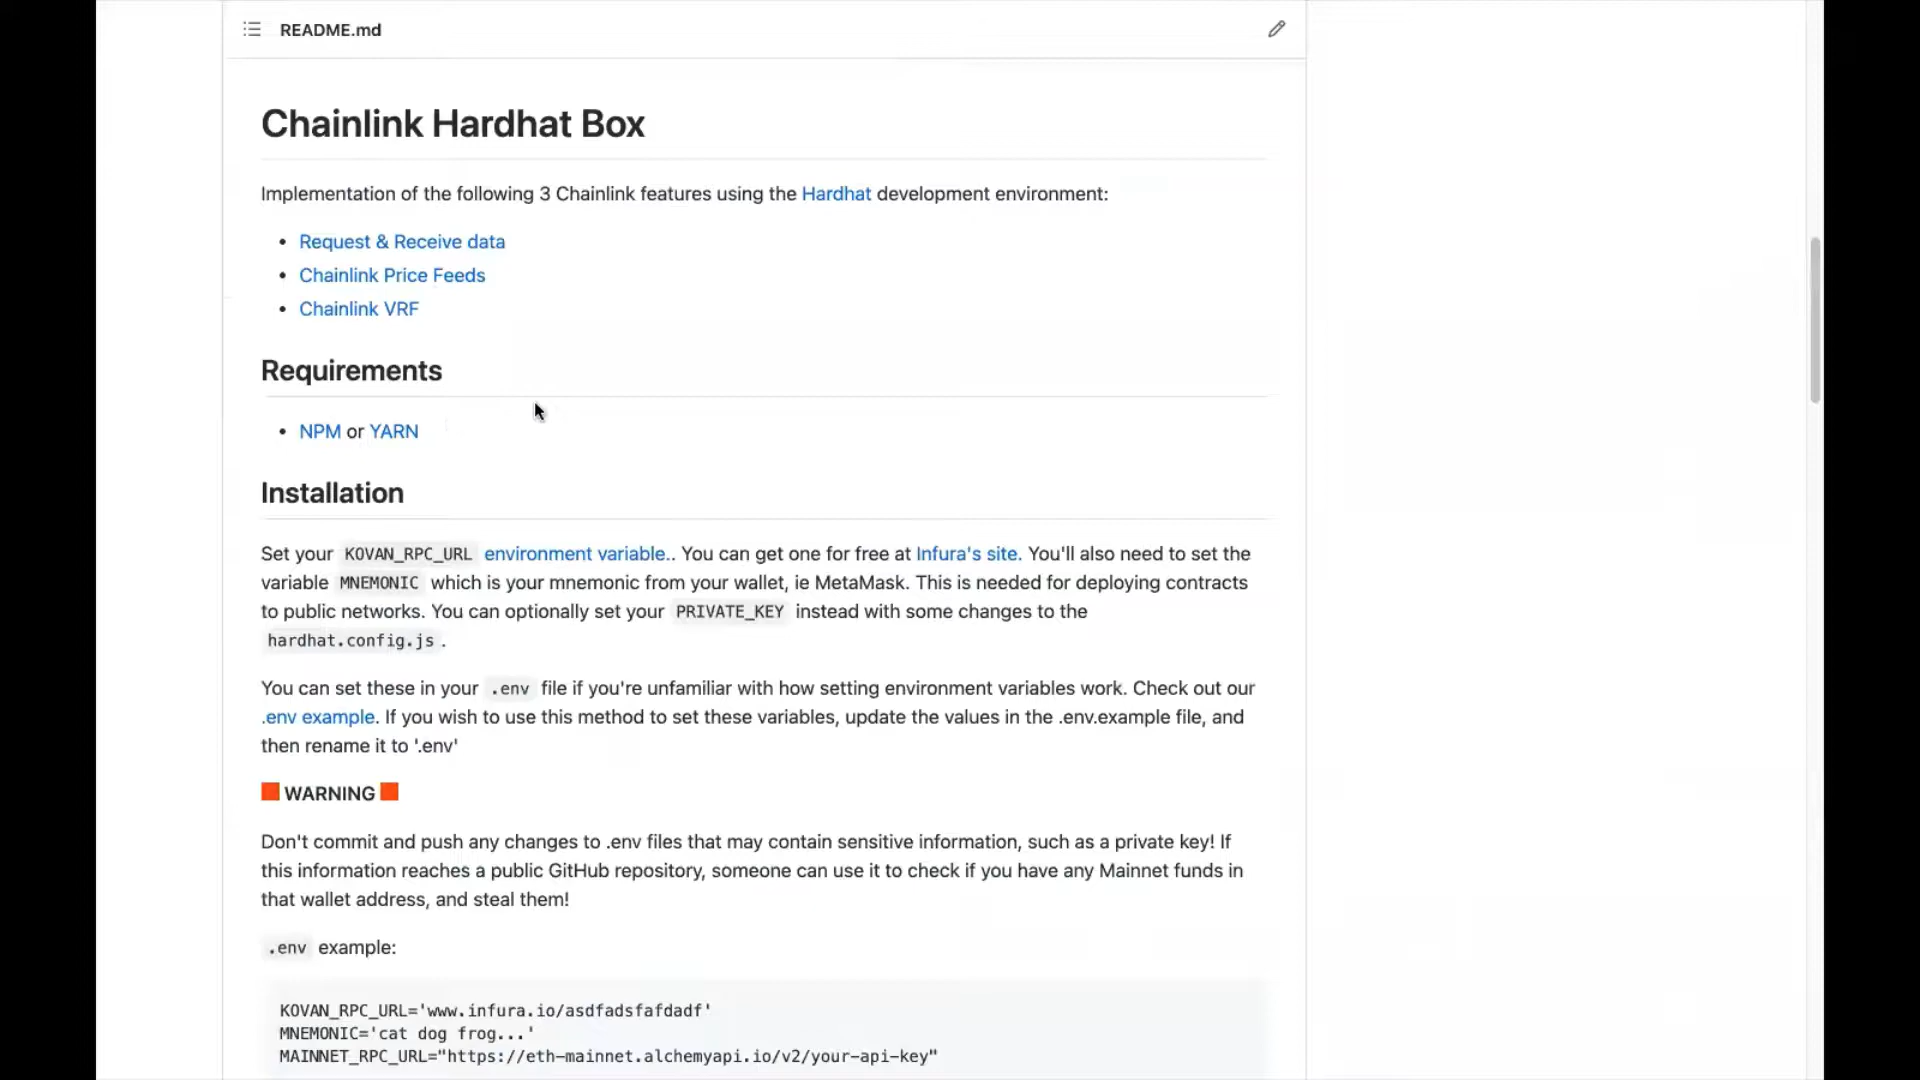 README.md
Chainlink Hardhat Box
Implementation of the following 3 Chainlink features using the Hardhat development environment:
• Request & Receive data
• Chainlink Price Feeds
• Chainlink VRF
Requirements
• NPM or YARN
Installation
Set your KOVAN_RPC_URL environment variable.. You can get one for free at Infura's site. You'll also need to set the
variable MNEMONIC which is your mnemonic from your wallet, ie MetaMask. This is needed for deploying contracts
to public networks. You can optionally set your PRIVATE_KEY instead with some changes to the
hardhat.config.js .
You can set these in your .env file if you're unfamiliar with how setting environment variables work. Check out our
.env example. If you wish to use this method to set these variables, update the values in the .env.example file, and
then rename it to '.env'
WARNING
Don't commit and push any changes to .env files that may contain sensitive information, such as a private key! If
this information reaches a public GitHub repository, someone can use it to check if you have any Mainnet funds in
that wallet address, and steal them!
.env example:
KOVAN_RPC_URL='www.infura.io/asdfadsfafdadf'
MNEMONIC='cat dog frog...'
MAINNET_RPC_URL="https://eth-mainnet.alchemyapi.io/v2/your-api-key"